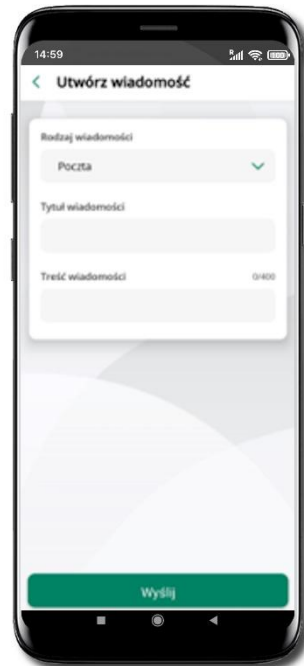 14:59
Utwórz wiadomość
Rodzaj wiadomości
Poczta
Tytuł wiadomości
Treść wiadomości 0/400
Wyślij